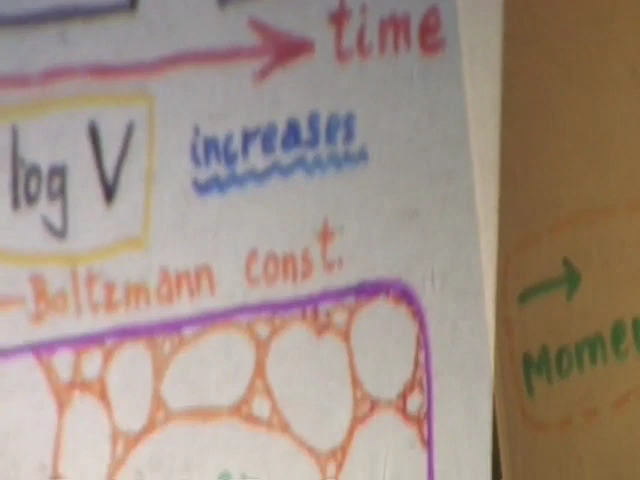 time
log V
increases
Boltzmann const.
Momen